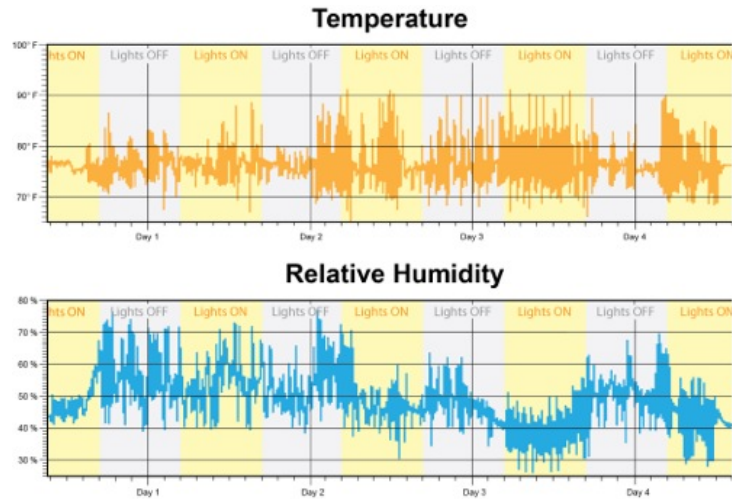 Temperature
100° F
hts ON Lights OFF Lights ON Lights OFF Lights ON Lights OFF Lights ON Lights OFF Lights ON
90° F
80° F
70° F
Day 1 Day 2 Day 3 Day 4
Relative Humidity
80 %
hts ON Lights OFF Lights ON Lights OFF Lights ON Lights OFF Lights ON Lights OFF Lights ON
70 %
60 %
50 %
40 %
30 %
Day 1 Day 2 Day 3 Day 4